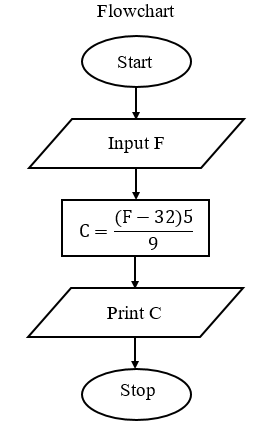 Flowchart
Start
Input F
C = (F − 32)5 / 9
Print C
Stop